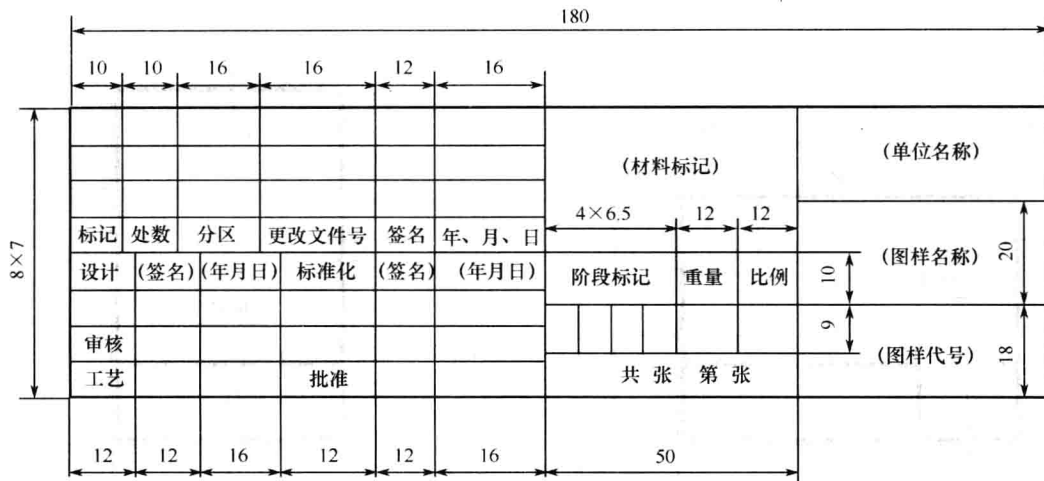 180
10 10 16 16 12 16
(单位名称)
(材料标记)
4×6.5 12 12
标记 处数 分区 更改文件号 签名 年、月、日
8×7
设计 (签名) (年月日) 标准化 (签名) (年月日)
阶段标记 重量 比例 10
(图样名称) 20
9
审核
(图样代号) 18
工艺 批准
共 张 第 张
12 12 16 12 12 16 50